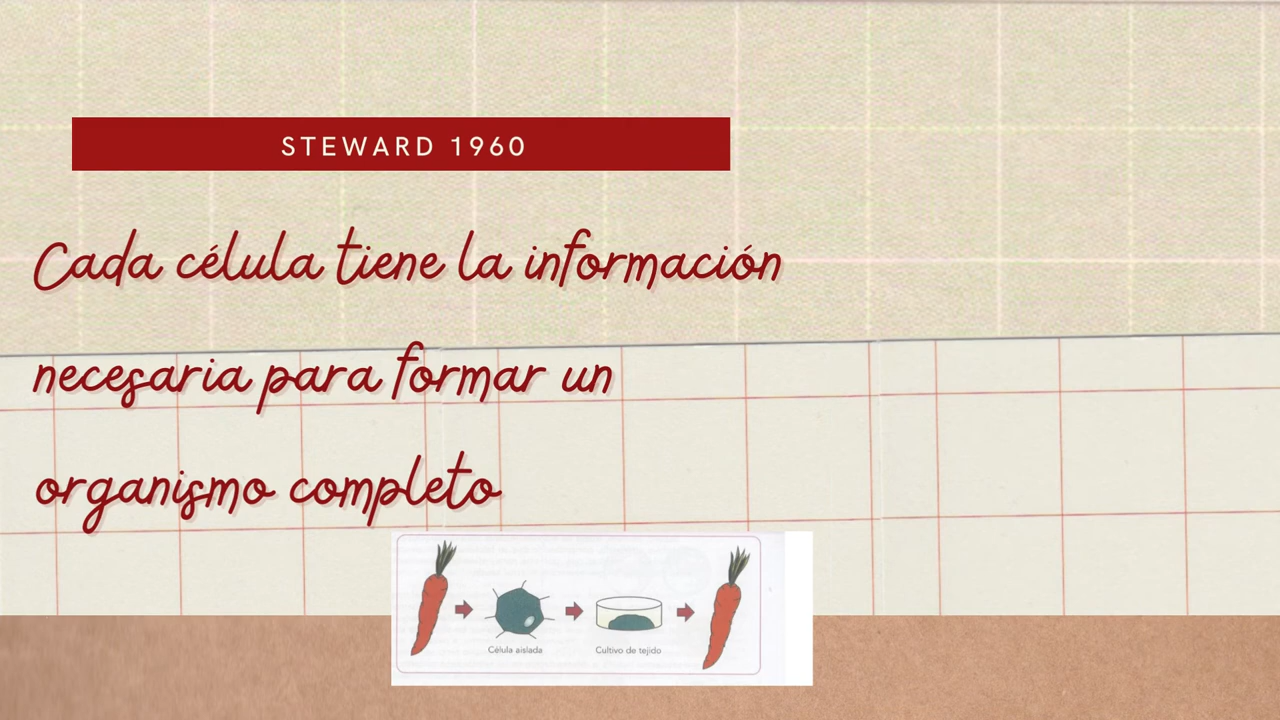 STEWARD 1960
Cada célula tiene la información
necesaria para formar un
organismo completo
Célula aislada
Cultivo de tejido